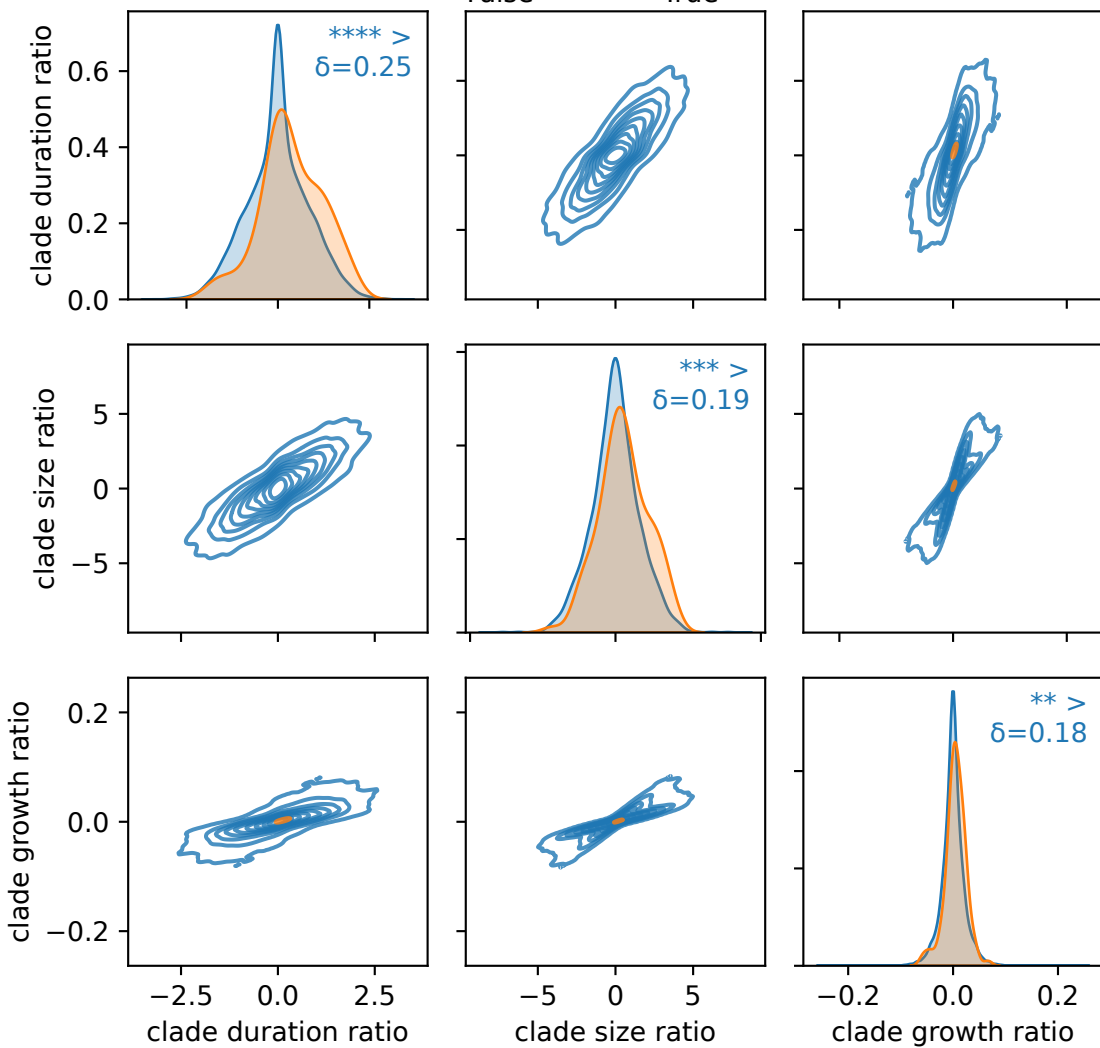 **** >
δ=0.25
clade duration ratio
0.6
0.4
0.2
0.0
*** >
δ=0.19
clade size ratio
5
0
−5
** >
δ=0.18
clade growth ratio
0.2
0.0
−0.2
−2.5 0.0 2.5
−5 0 5
−0.2 0.0 0.2
clade duration ratio
clade size ratio
clade growth ratio